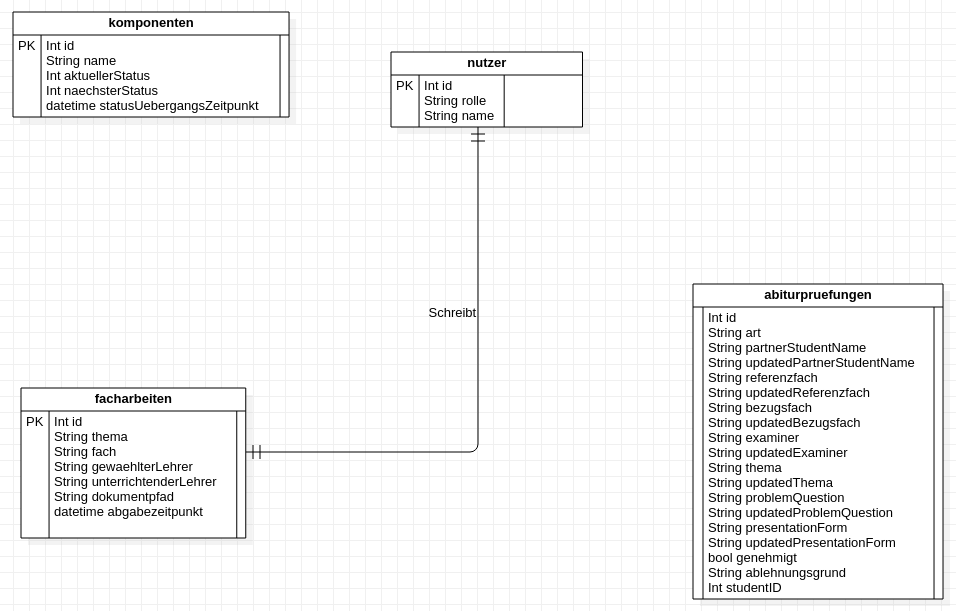 komponenten
PK Int id
String name
Int aktuellerStatus
Int naechsterStatus
datetime statusUebergangsZeitpunkt
nutzer
PK Int id
String rolle
String name
Schreibt
facharbeiten
PK Int id
String thema
String fach
String gewaehlterLehrer
String unterrichtenderLehrer
String dokumentpfad
datetime abgabezeitpunkt
abiturpruefungen
Int id
String art
String partnerStudentName
String updatedPartnerStudentName
String referenzfach
String updatedReferenzfach
String bezugsfach
String updatedBezugsfach
String examiner
String updatedExaminer
String thema
String updatedThema
String problemQuestion
String updatedProblemQuestion
String presentationForm
String updatedPresentationForm
bool genehmigt
String ablehnungsgrund
Int studentID